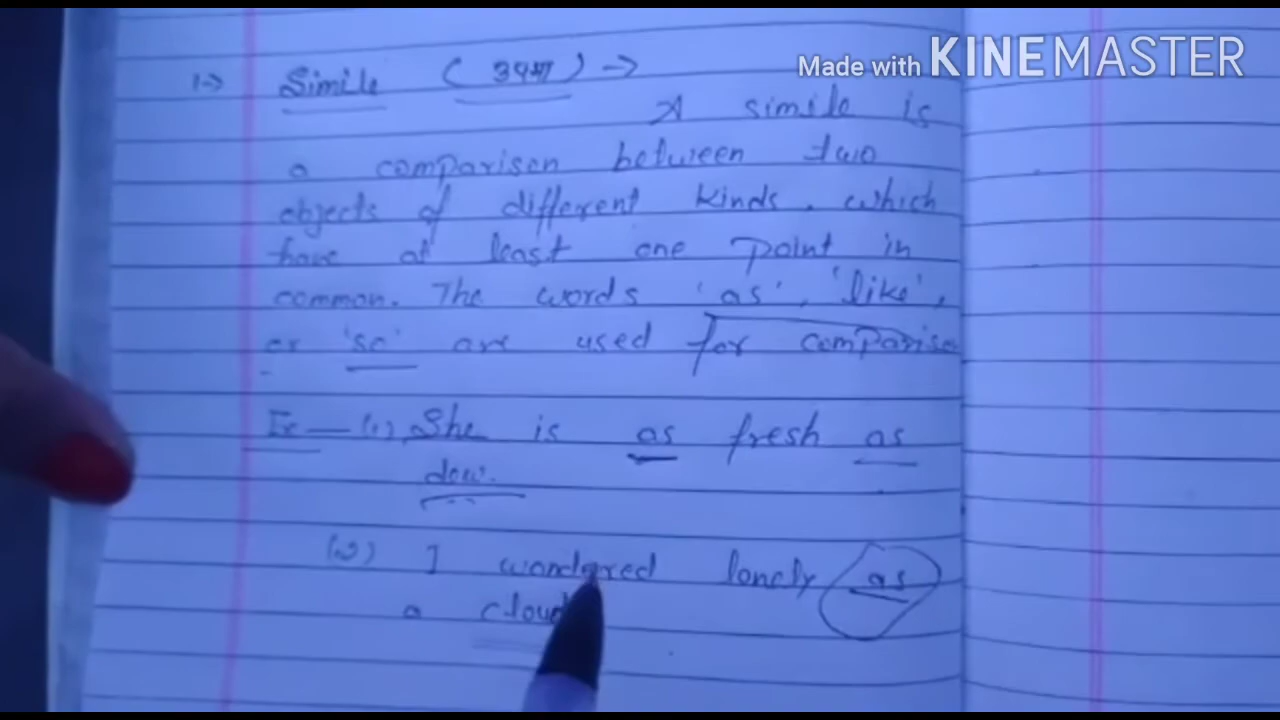 Made with KINEMASTER
1-> Simile (उपमा) ->
A simile is
a comparison between two
objects of different kinds. which
have at least one point in
common. The words 'as', 'like',
or 'so' are used for comparison
Ex - (1) She is as fresh as
dew.
(2) I wondered lonely as
a cloud